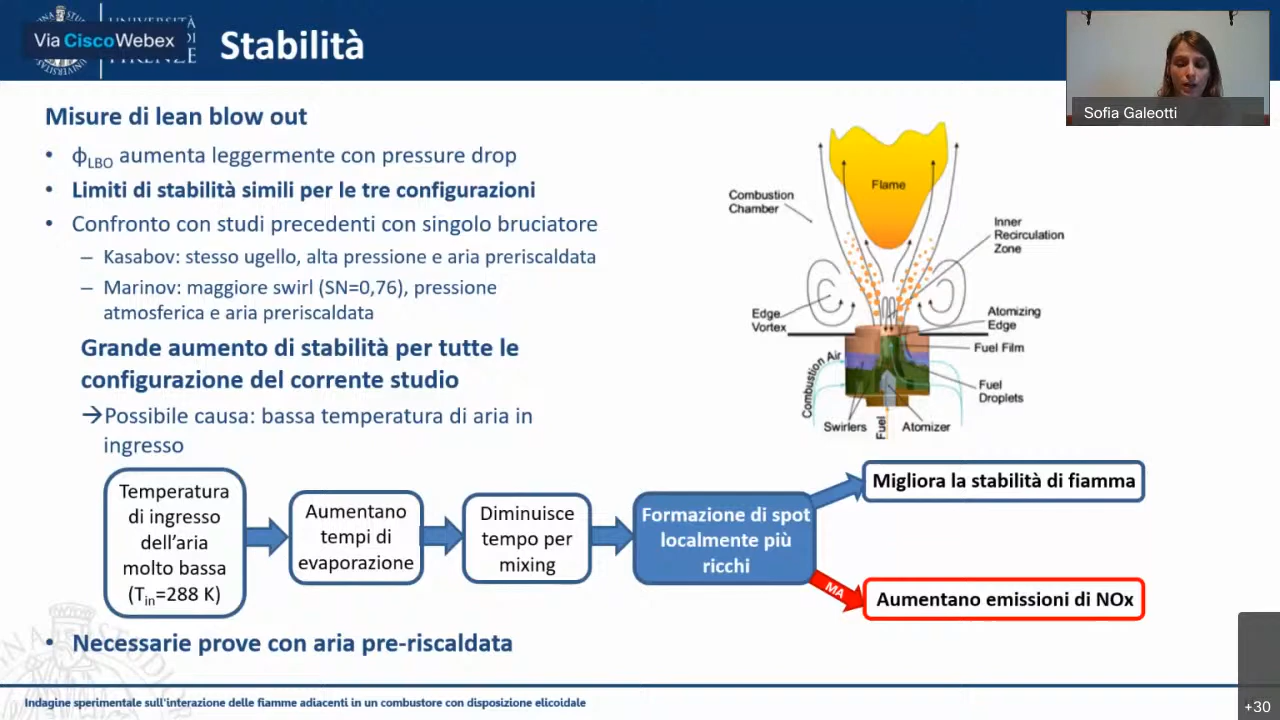 UNIVERSITÀ
Via Cisco Webex
FIRENZE
Stabilità
Sofia Galeotti
Misure di lean blow out
• ϕLBO aumenta leggermente con pressure drop
• Limiti di stabilità simili per le tre configurazioni
• Confronto con studi precedenti con singolo bruciatore
– Kasabov: stesso ugello, alta pressione e aria preriscaldata
– Marinov: maggiore swirl (SN=0,76), pressione
atmosferica e aria preriscaldata
Grande aumento di stabilità per tutte le
configurazione del corrente studio
→Possibile causa: bassa temperatura di aria in
ingresso
Flame
Combustion
Chamber
Inner
Recirculation
Zone
Edge
Vortex
Atomizing
Edge
Fuel Film
Combustion Air
Fuel
Droplets
Swirlers
Fuel
Atomizer
Temperatura
di ingresso
dell’aria
molto bassa
(Tin=288 K)
Aumentano
tempi di
evaporazione
Diminuisce
tempo per
mixing
Formazione di spot
localmente più
ricchi
Migliora la stabilità di fiamma
MA
Aumentano emissioni di NOx
• Necessarie prove con aria pre-riscaldata
Indagine sperimentale sull'interazione delle fiamme adiacenti in un combustore con disposizione elicoidale
+30